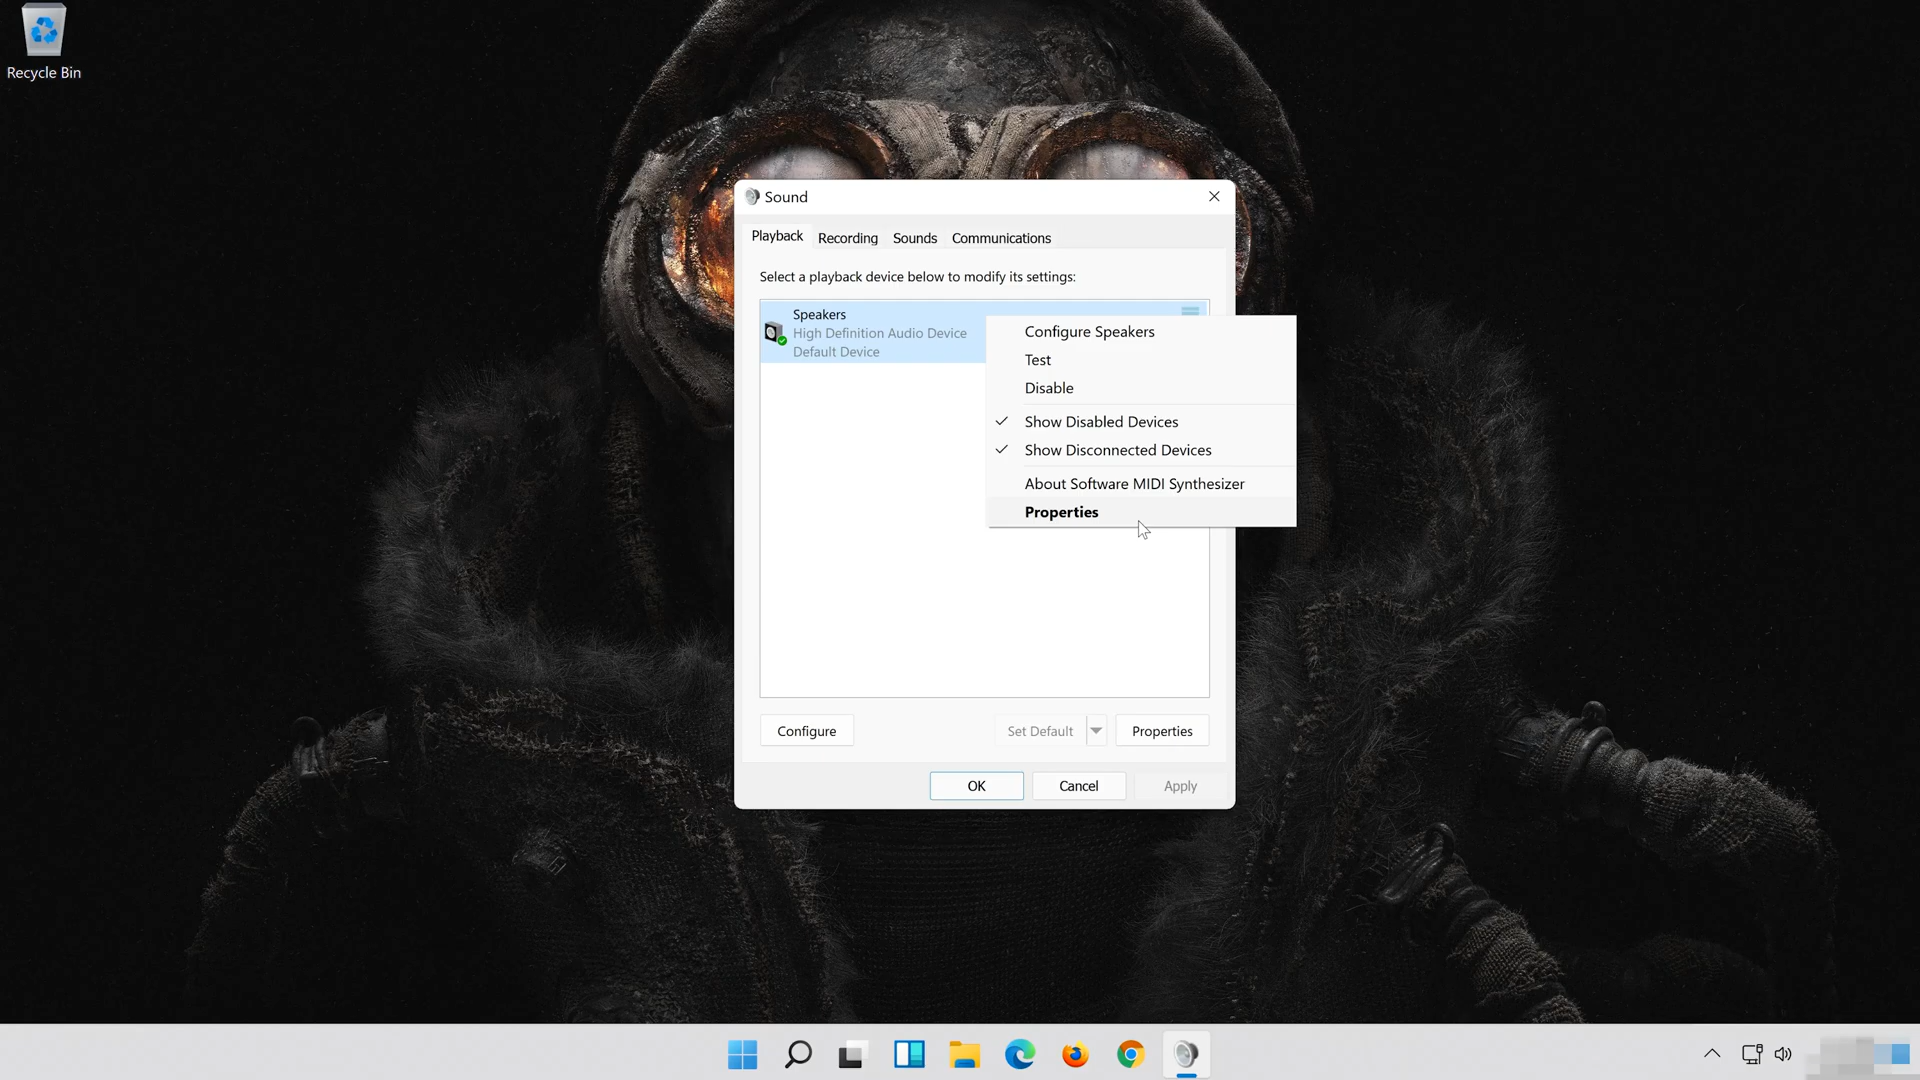 Recycle Bin
Sound
Playback
Recording
Sounds
Communications
Select a playback device below to modify its settings:
Speakers
High Definition Audio Device
Default Device
Configure Speakers
Test
Disable
Show Disabled Devices
Show Disconnected Devices
About Software MIDI Synthesizer
Properties
Configure
Set Default
Properties
OK
Cancel
Apply